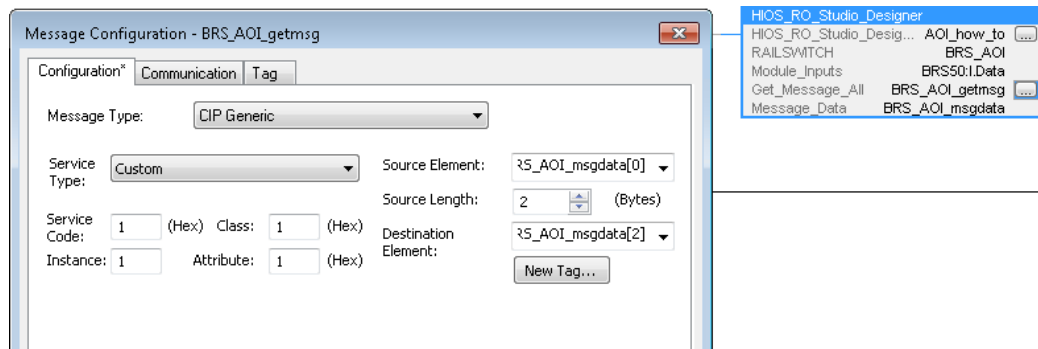 Message Configuration - BRS_AOI_getmsg
Configuration* Communication Tag
Message Type: CIP Generic
Service Type: Custom
Source Element: RS_AOI_msgdata[0]
Source Length: 2 (Bytes)
Service Code: 1 (Hex) Class: 1 (Hex)
Destination Element: RS_AOI_msgdata[2]
Instance: 1 Attribute: 1 (Hex)
New Tag...
HIOS_RO_Studio_Designer
HIOS_RO_Studio_Desig... AOI_how_to ...
RAILSWITCH BRS_AOI
Module_Inputs BRS50:I.Data
Get_Message_All BRS_AOI_getmsg ...
Message_Data BRS_AOI_msgdata